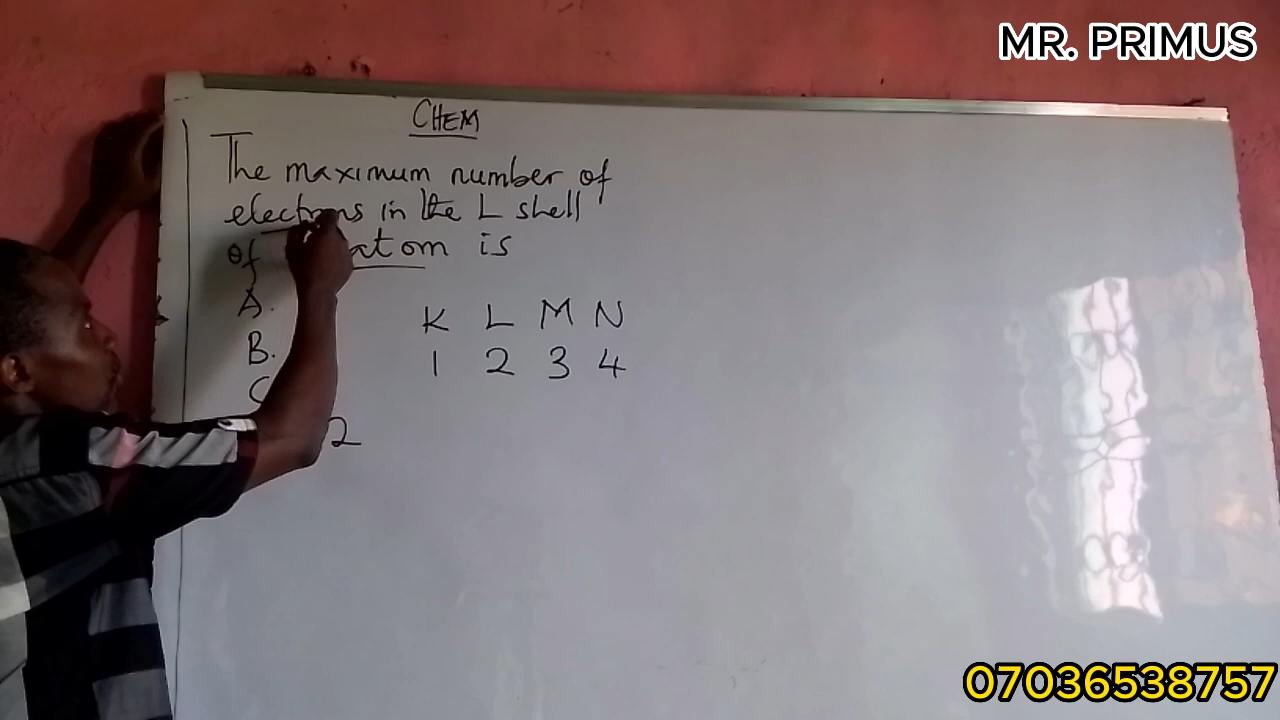 MR. PRIMUS
CHEM
The maximum number of
electrons in the L shell
of atom is
A.
K L M N
B.
1 2 3 4
C
2
07036538757